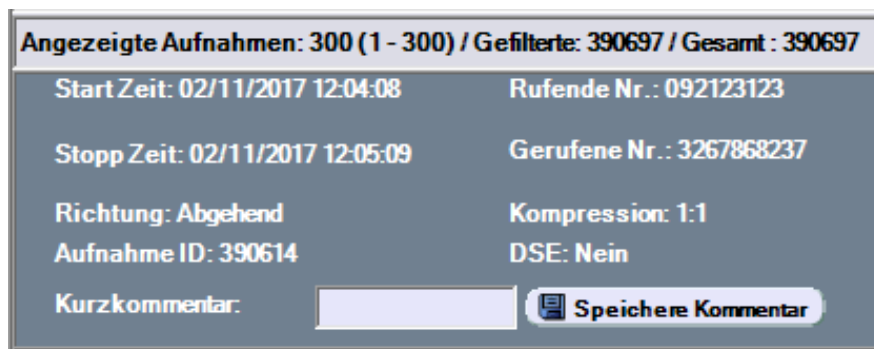 Angezeigte Aufnahmen: 300 (1 - 300) / Gefilterte: 390697 / Gesamt : 390697
Start Zeit: 02/11/2017 12:04:08 Rufende Nr.: 092123123
Stopp Zeit: 02/11/2017 12:05:09 Gerufene Nr.: 3267868237
Richtung: Abgehend Kompression: 1:1
Aufnahme ID: 390614 DSE: Nein
Kurzkommentar: Speichere Kommentar